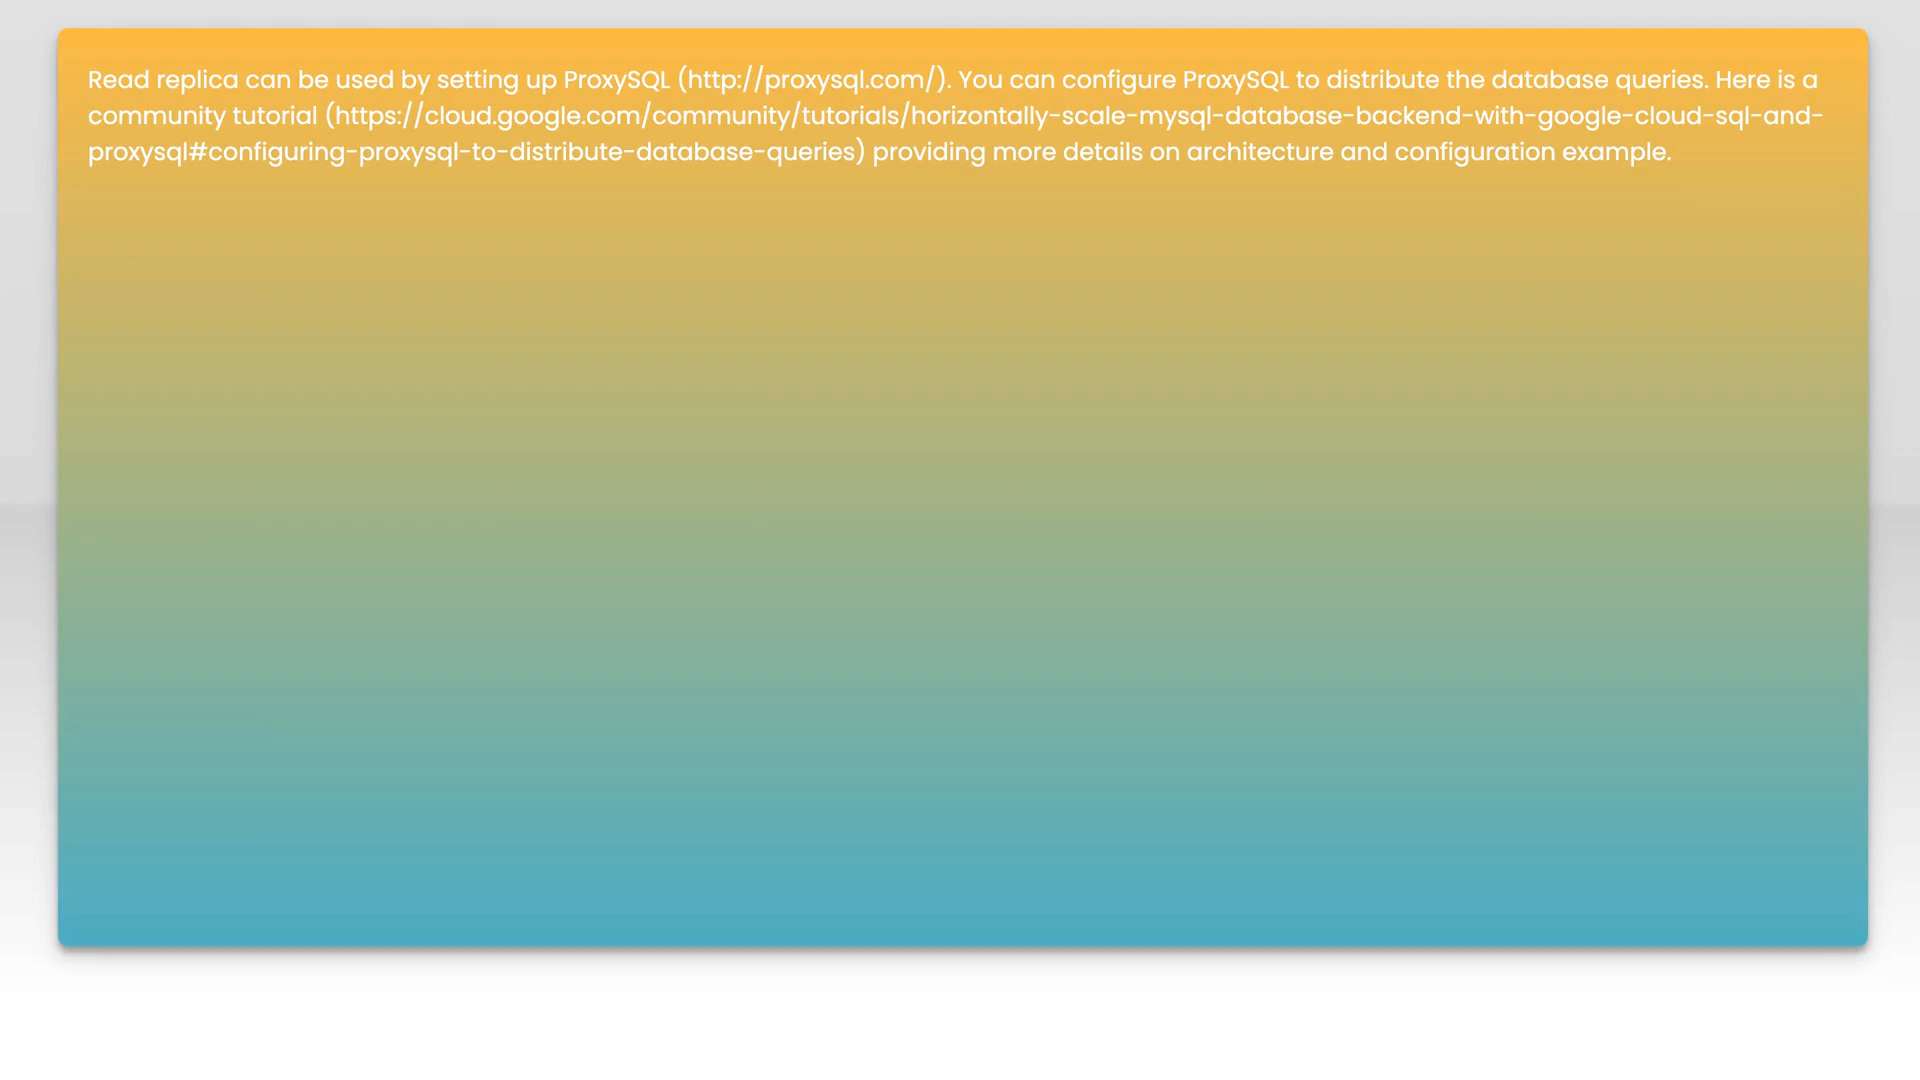 Read replica can be used by setting up ProxySQL (http://proxysql.com/). You can configure ProxySQL to distribute the database queries. Here is a
community tutorial (https://cloud.google.com/community/tutorials/horizontally-scale-mysql-database-backend-with-google-cloud-sql-and-
proxysql#configuring-proxysql-to-distribute-database-queries) providing more details on architecture and configuration example.